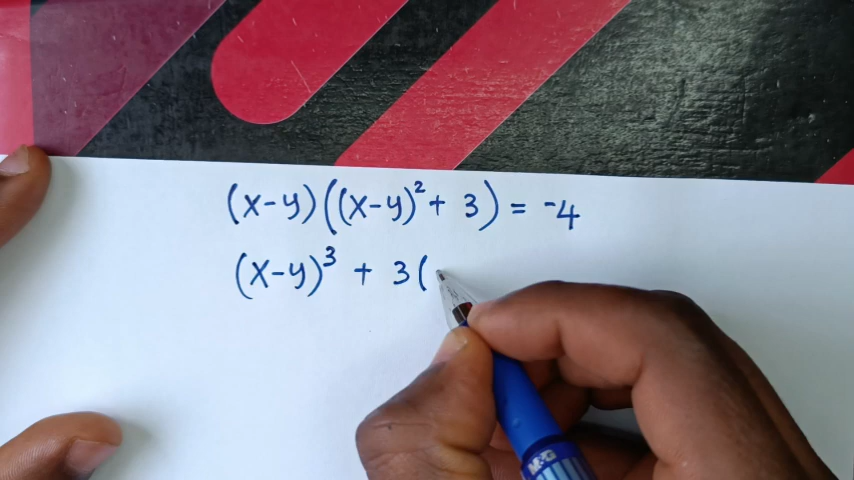 (x-y)((x-y)²+ 3) = -4
(x-y)³ + 3(
M&G